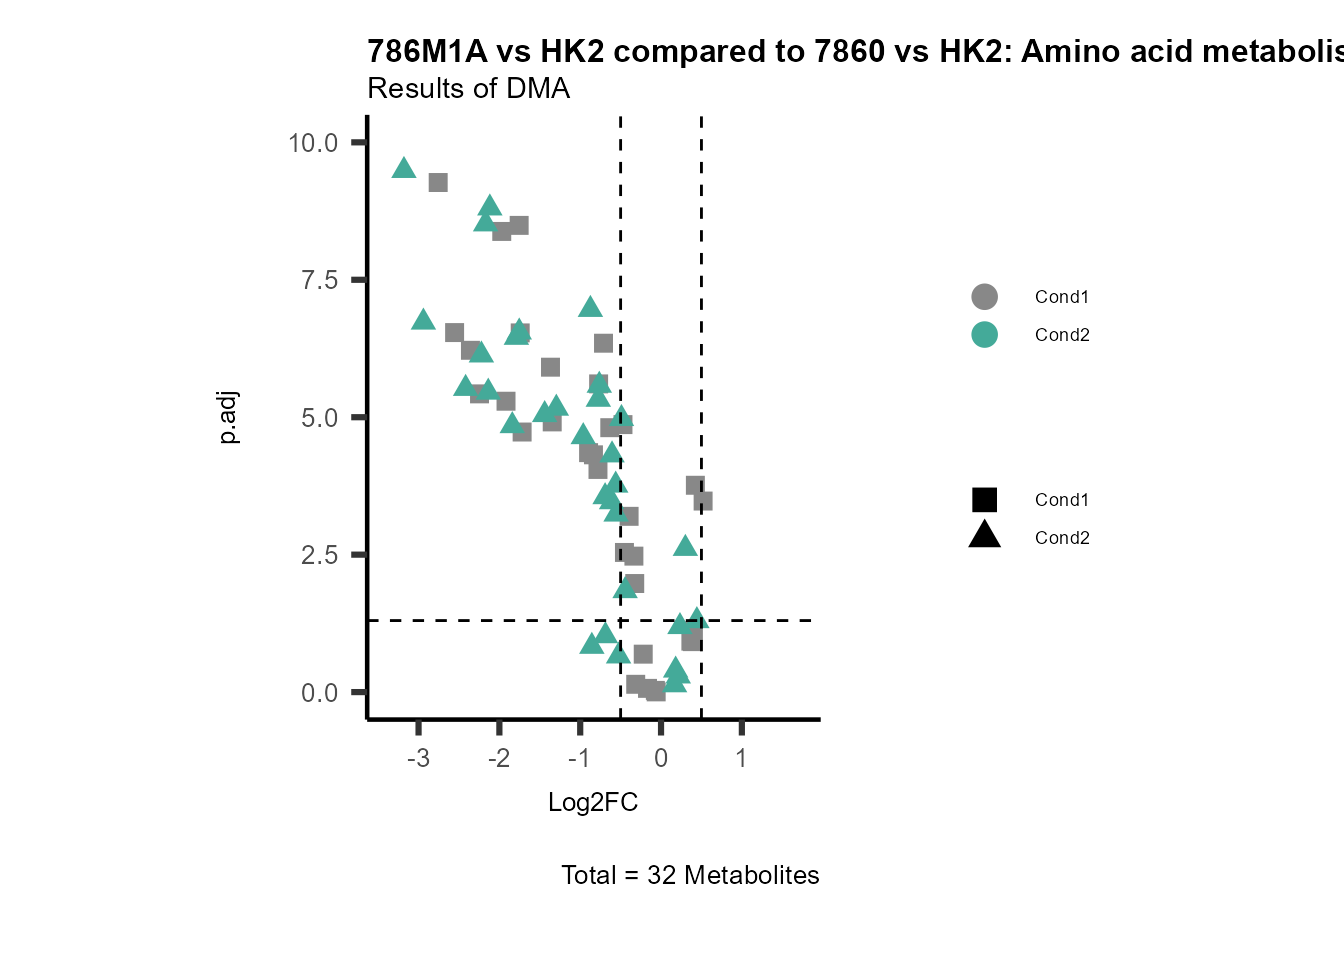 786M1A vs HK2 compared to 7860 vs HK2: Amino acid metabolis
Results of DMA
10.0
7.5
5.0
2.5
0.0
p.adj
-3 -2 -1 0 1
Log2FC
Total = 32 Metabolites
Cond1
Cond2
Cond1
Cond2